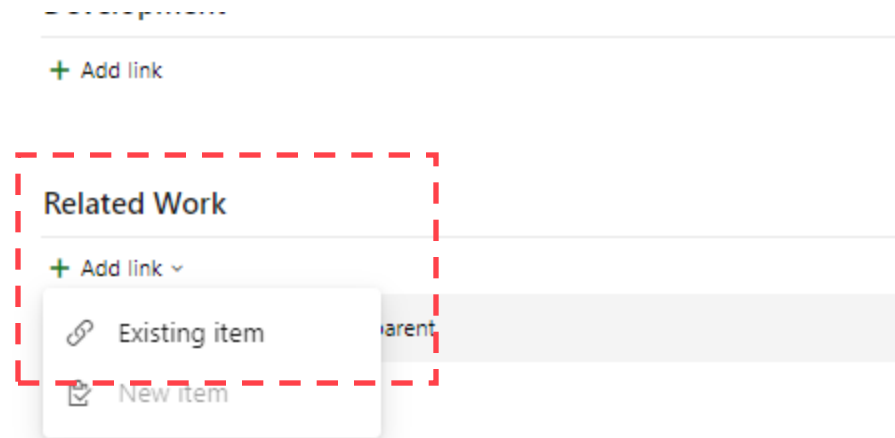 Development
+ Add link
Related Work
+ Add link
parent
Existing item
New item